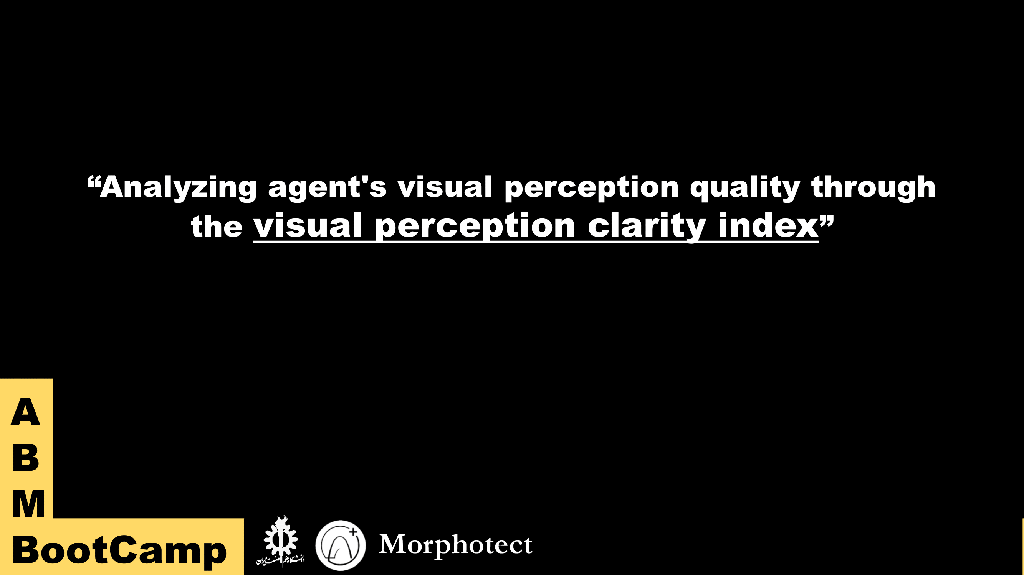 “Analyzing agent's visual perception quality through
the visual perception clarity index”
A
B
M
BootCamp
Morphotect